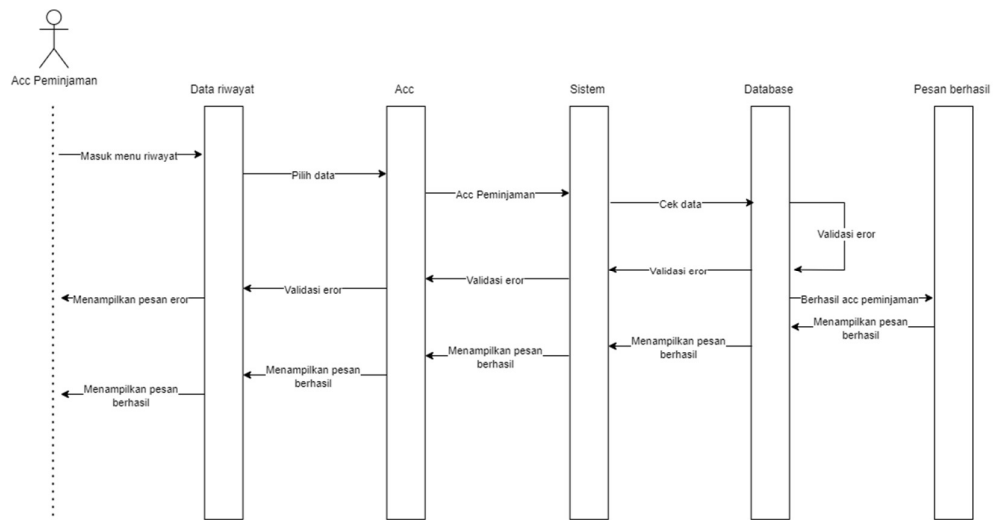 Acc Peminjaman
Data riwayat
Acc
Sistem
Database
Pesan berhasil
Masuk menu riwayat
Pilih data
Acc Peminjaman
Cek data
Validasi eror
Validasi eror
Validasi eror
Validasi eror
Menampilkan pesan eror
Berhasil acc peminjaman
Menampilkan pesan
berhasil
Menampilkan pesan
berhasil
Menampilkan pesan
berhasil
Menampilkan pesan
berhasil
Menampilkan pesan
berhasil